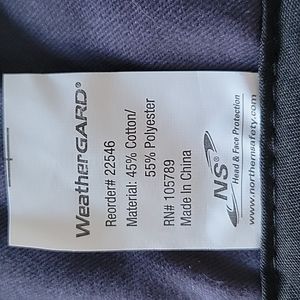 WeatherGARD®
Reorder# 22546
Material: 45% Cotton/
55% Polyester
RN# 105789
Made In China
NS®
Head & Face Protection
www.northernsafety.com